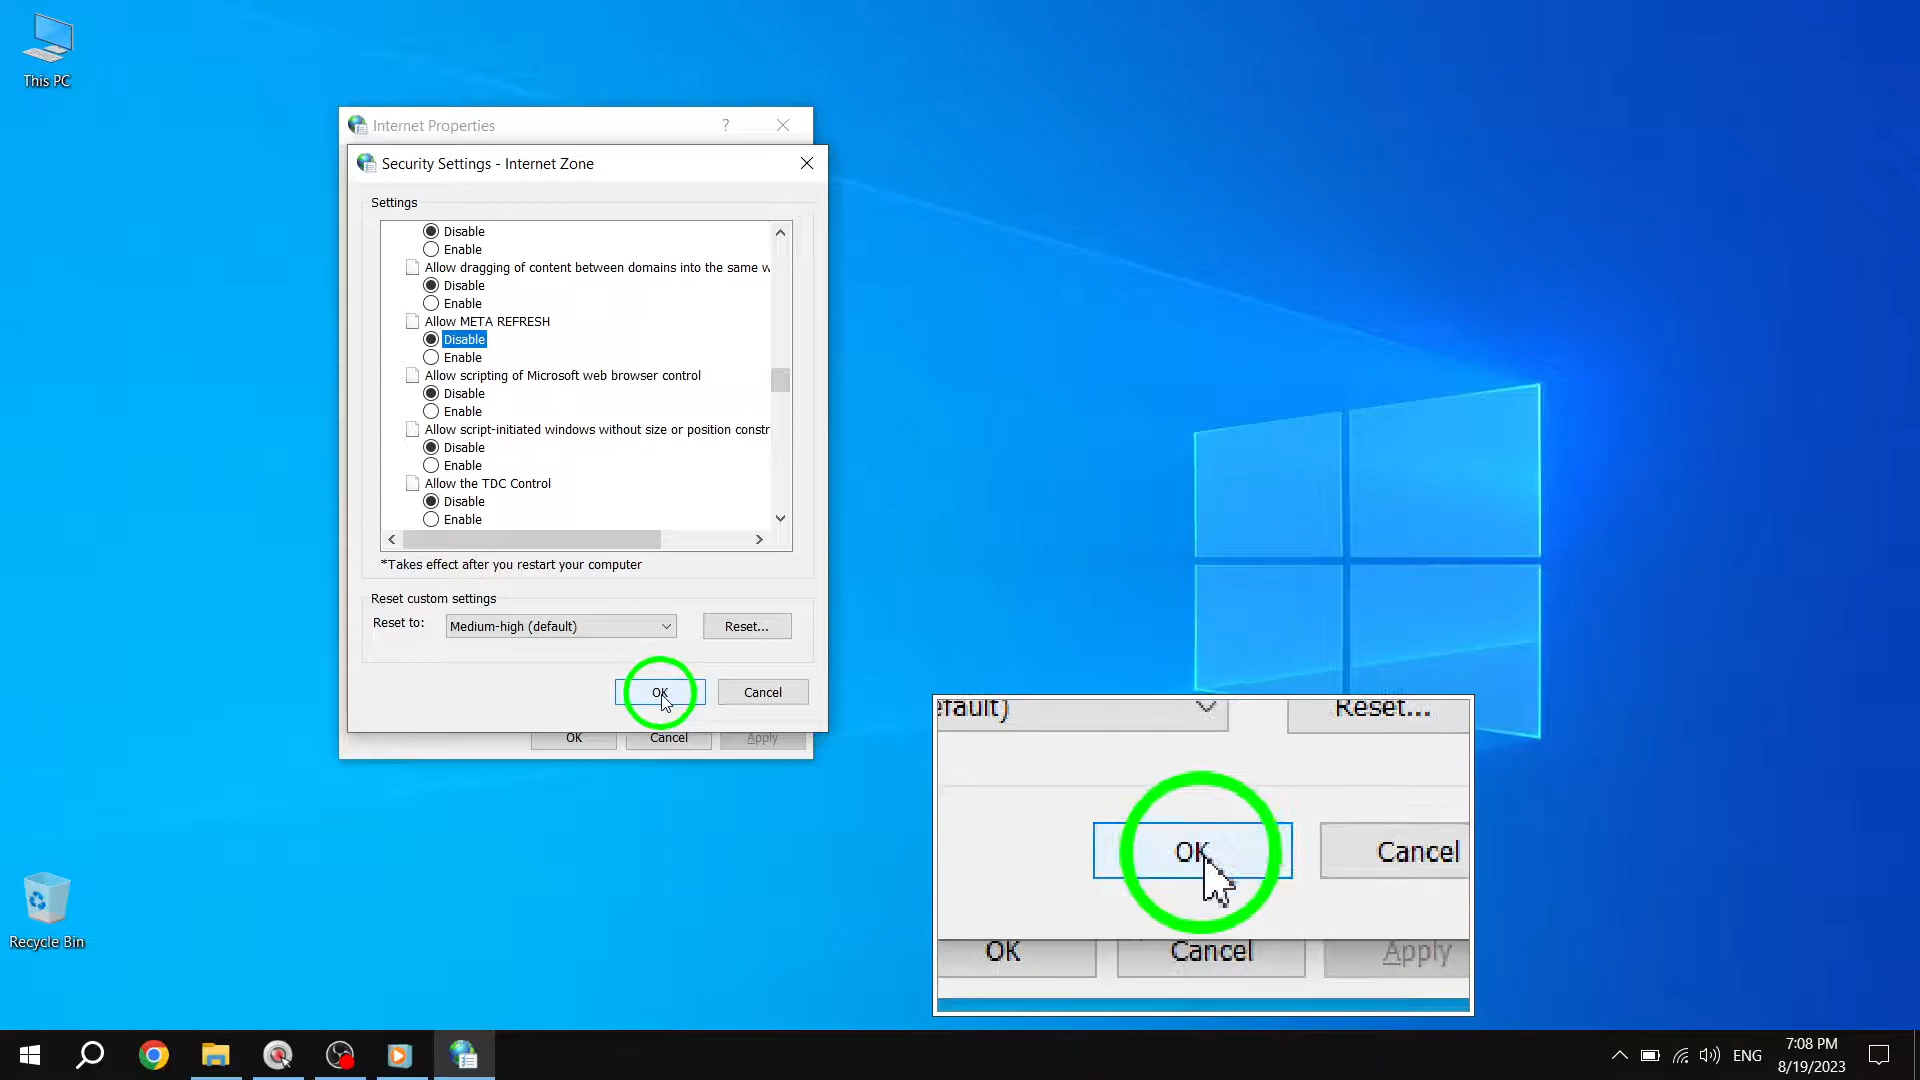 This PC
Internet Properties
?
Security Settings - Internet Zone
Settings
Disable
Enable
Allow dragging of content between domains into the same w
Disable
Enable
Allow META REFRESH
Disable
Enable
Allow scripting of Microsoft web browser control
Disable
Enable
Allow script-initiated windows without size or position constr
Disable
Enable
Allow the TDC Control
Disable
Enable
*Takes effect after you restart your computer
Reset custom settings
Reset to:
Medium-high (default)
Reset...
OK
Cancel
OK
Cancel
Apply
efault)
Reset...
OK
Cancel
OK
Cancel
Apply
Recycle Bin
ENG
7:08 PM
8/19/2023